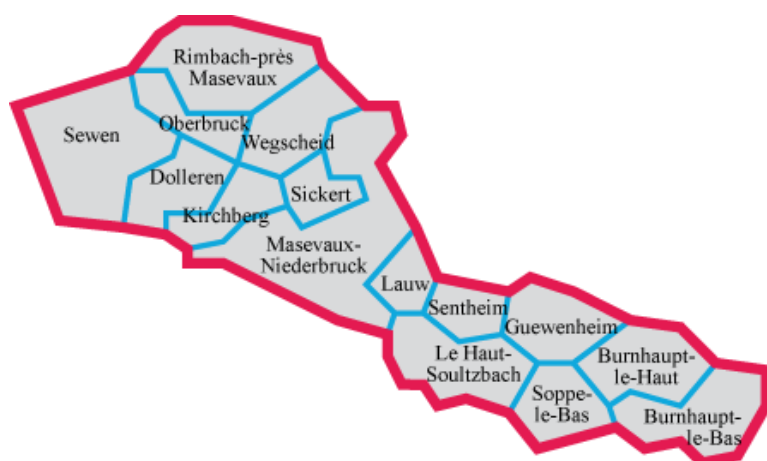 Rimbach-près
Masevaux
Oberbruck
Sewen
Wegscheid
Dolleren
Sickert
Kirchberg
Masevaux-
Niederbruck
Lauw
Sentheim
Guewenheim
Le Haut-
Soultzbach
Burnhaupt-
le-Haut
Soppe-
le-Bas
Burnhaupt-
le-Bas